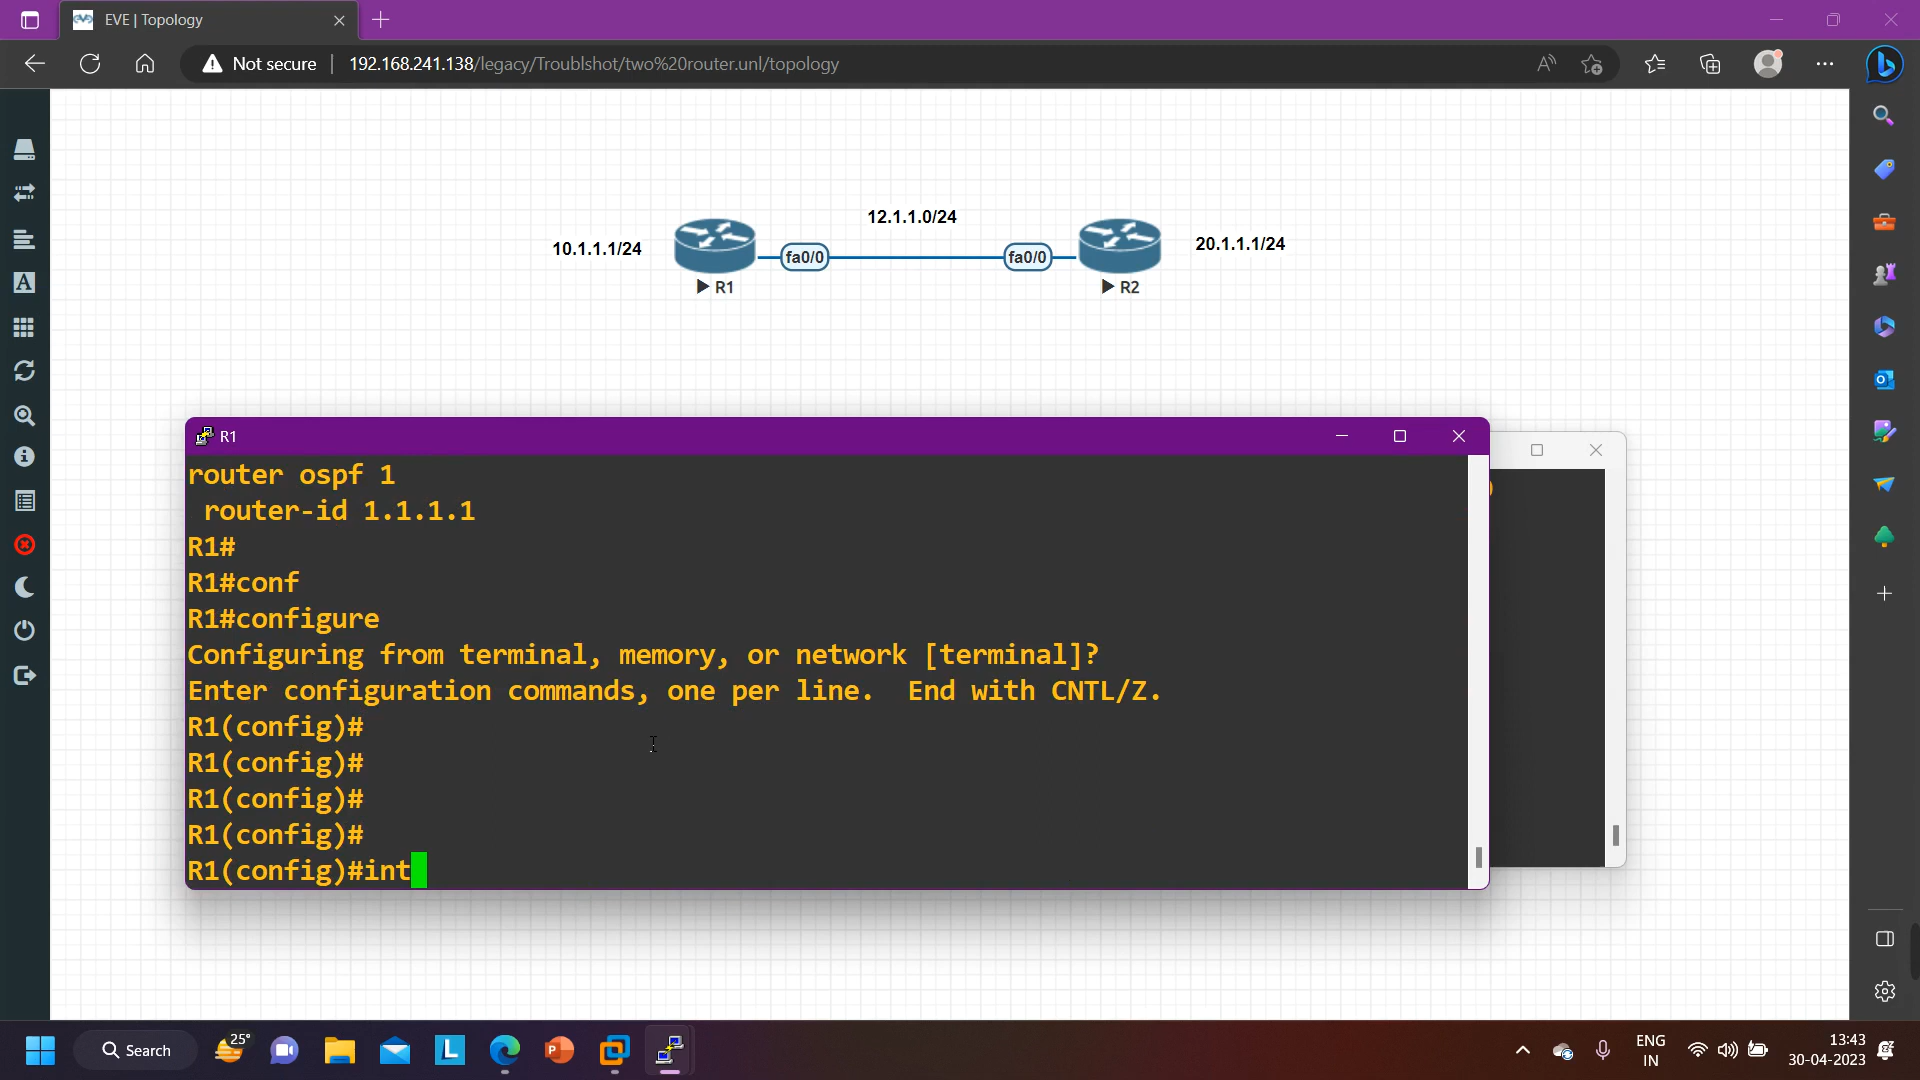 EVE | Topology
Not secure
192.168.241.138/legacy/Troublshot/two%20router.unl/topology
12.1.1.0/24
10.1.1.1/24
fa0/0
fa0/0
20.1.1.1/24
R1
R2
R1
router ospf 1
router-id 1.1.1.1
R1#
R1#conf
R1#configure
Configuring from terminal, memory, or network [terminal]?
Enter configuration commands, one per line.  End with CNTL/Z.
R1(config)#
R1(config)#
R1(config)#
R1(config)#
R1(config)#int
25°
Search
ENG
IN
13:43
30-04-2023